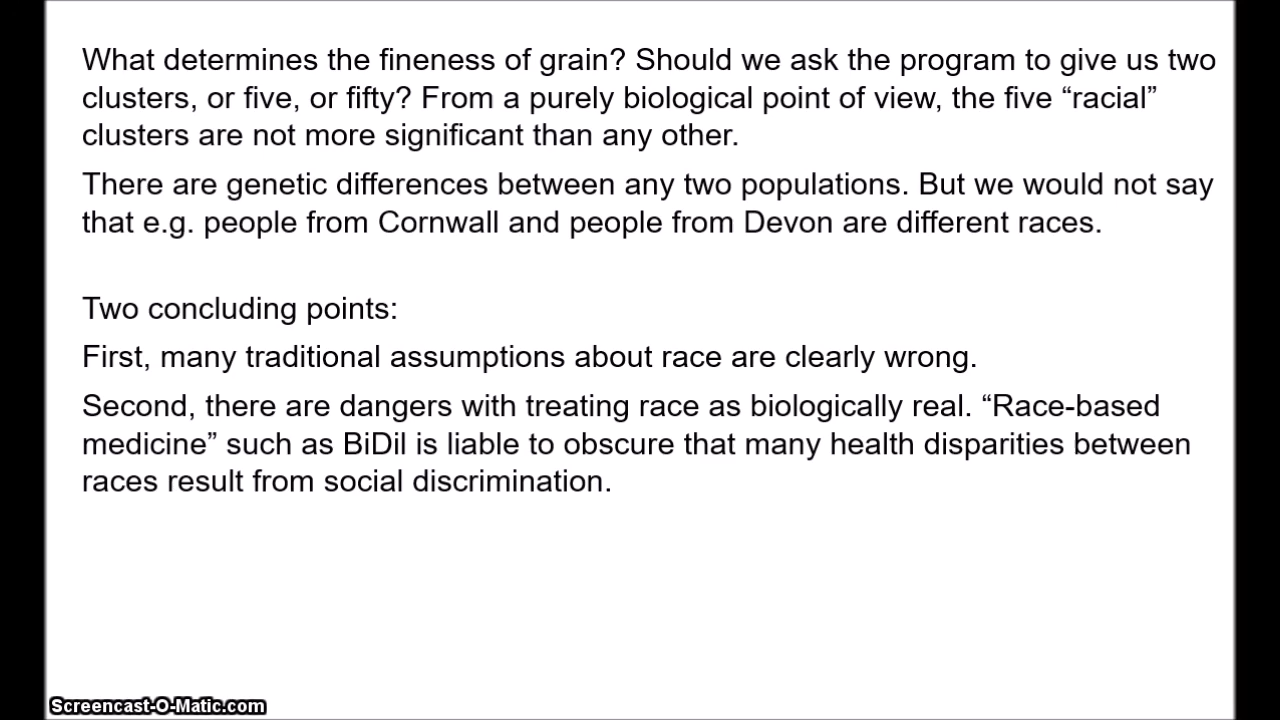 What determines the fineness of grain? Should we ask the program to give us two
clusters, or five, or fifty? From a purely biological point of view, the five “racial”
clusters are not more significant than any other.
There are genetic differences between any two populations. But we would not say
that e.g. people from Cornwall and people from Devon are different races.
Two concluding points:
First, many traditional assumptions about race are clearly wrong.
Second, there are dangers with treating race as biologically real. “Race-based
medicine” such as BiDil is liable to obscure that many health disparities between
races result from social discrimination.
Screencast-O-Matic.com